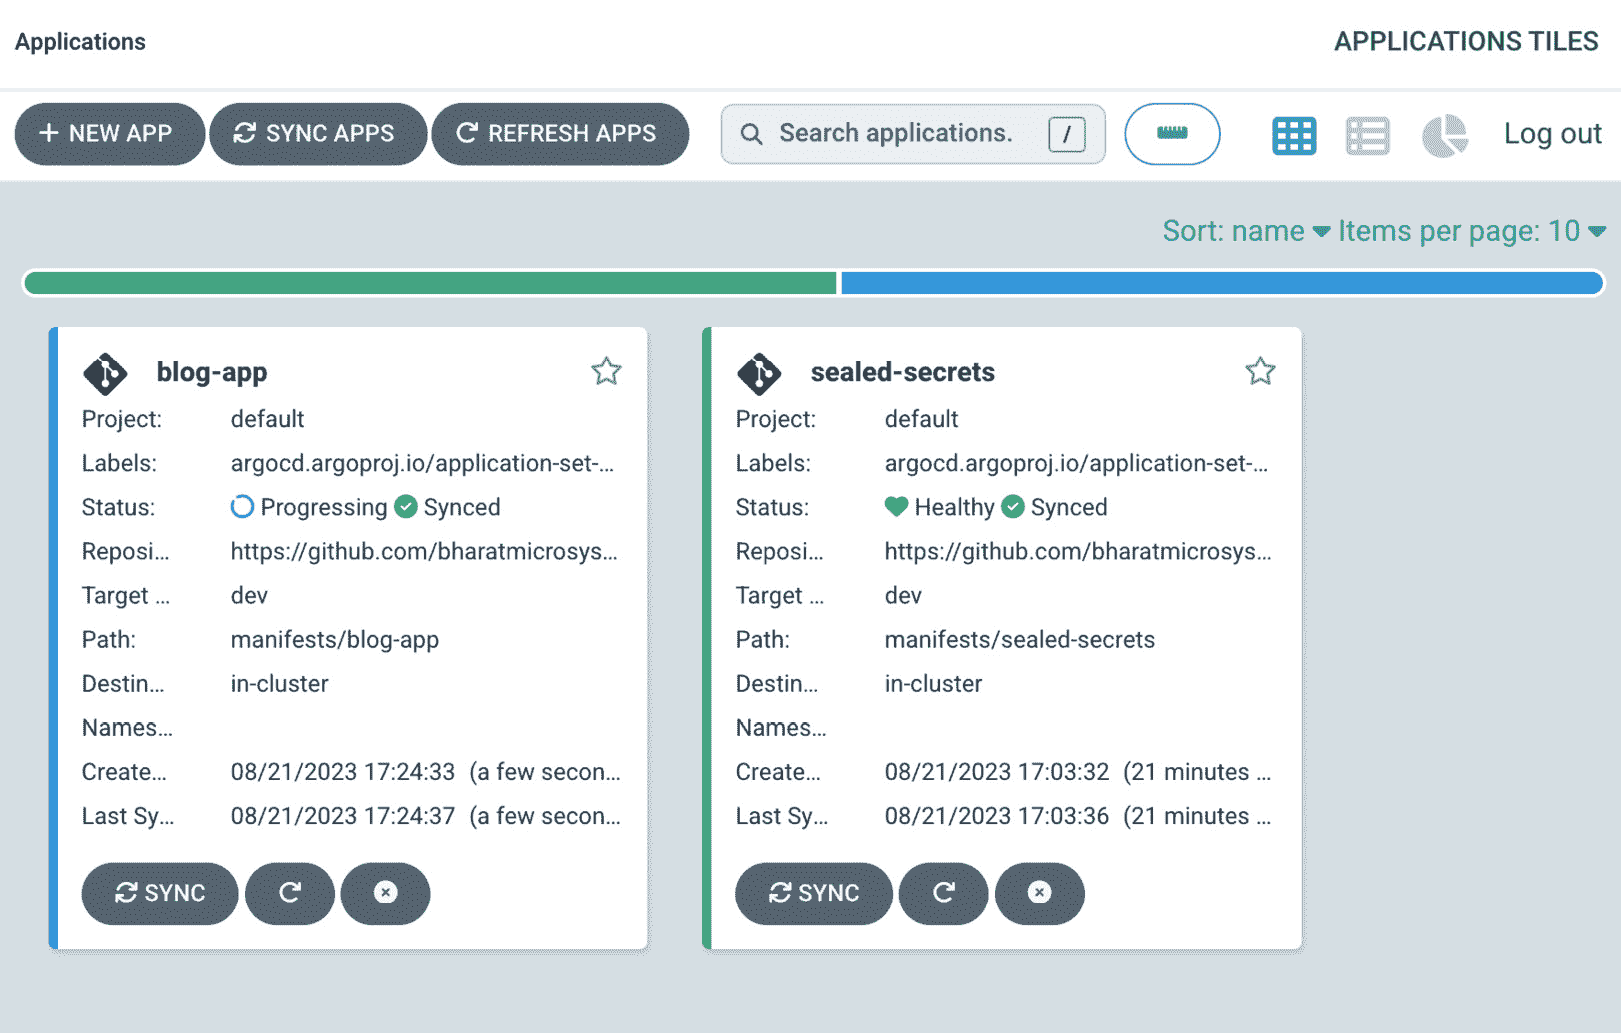 Applications
APPLICATIONS TILES
+ NEW APP
SYNC APPS
REFRESH APPS
Search applications.
/
Log out
Sort: name
Items per page: 10
blog-app
Project: default
Labels: argocd.argoproj.io/application-set-...
Status: Progressing Synced
Reposi... https://github.com/bharatmicrosys...
Target ... dev
Path: manifests/blog-app
Destin... in-cluster
Names...
Create... 08/21/2023 17:24:33 (a few secon...
Last Sy... 08/21/2023 17:24:37 (a few secon...
SYNC
sealed-secrets
Project: default
Labels: argocd.argoproj.io/application-set-...
Status: Healthy Synced
Reposi... https://github.com/bharatmicrosys...
Target ... dev
Path: manifests/sealed-secrets
Destin... in-cluster
Names...
Create... 08/21/2023 17:03:32 (21 minutes ...
Last Sy... 08/21/2023 17:03:36 (21 minutes ...
SYNC